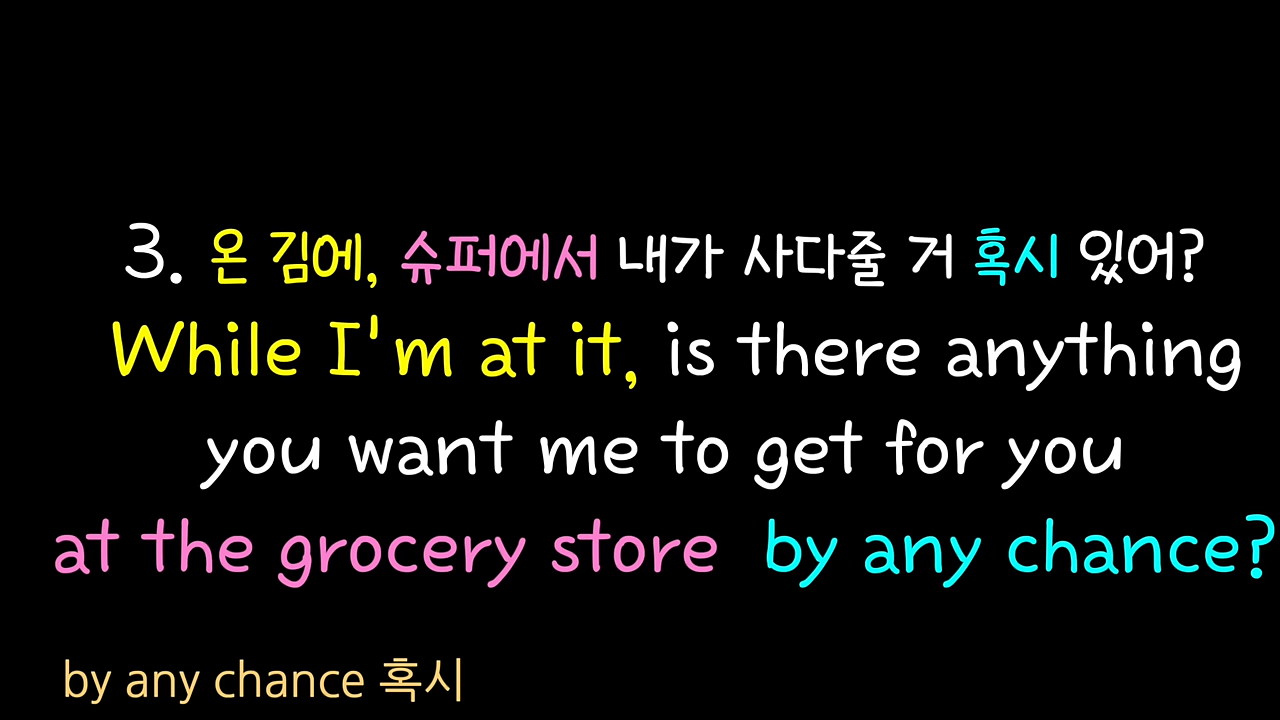 3. 온 김에, 슈퍼에서 내가 사다줄 거 혹시 있어?
While I'm at it, is there anything
you want me to get for you
at the grocery store by any chance?
by any chance 혹시